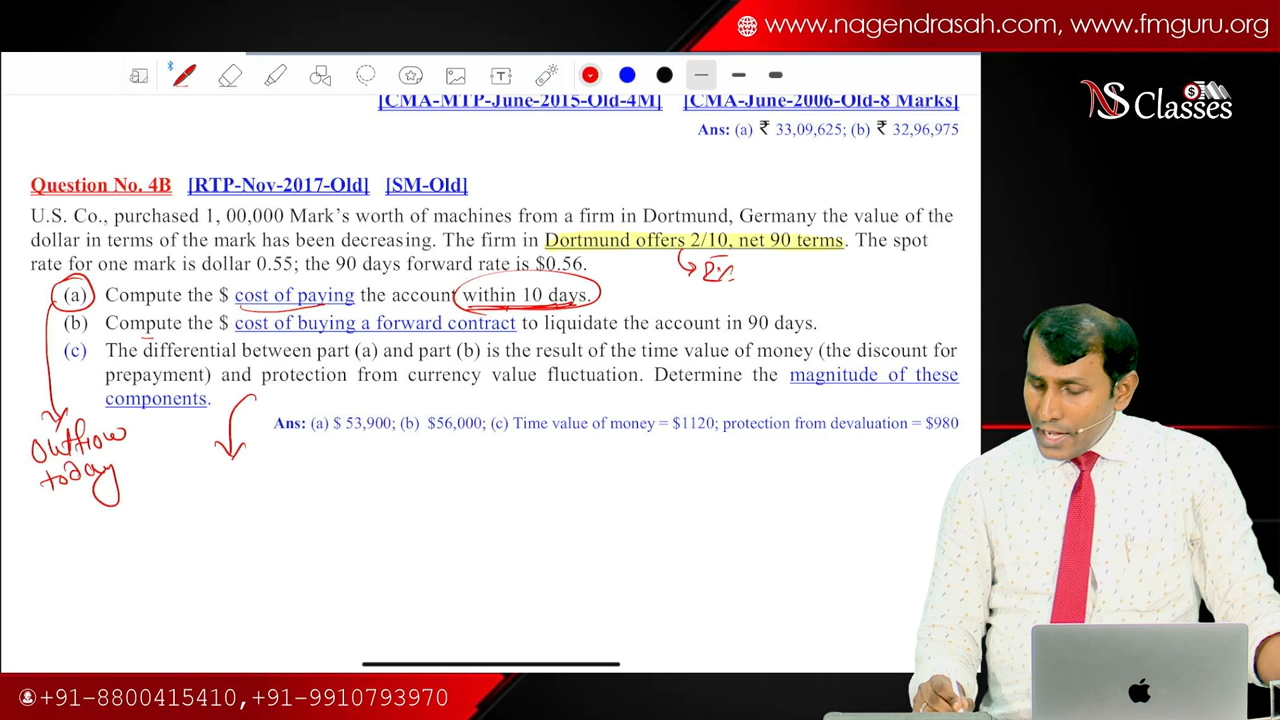 www.nagendrasah.com, www.fmguru.org
NS Classes
[CMA-MTP-June-2015-Old-4M] [CMA-June-2006-Old-8 Marks]
Ans: (a) ₹ 33,09,625; (b) ₹ 32,96,975
Question No. 4B [RTP-Nov-2017-Old] [SM-Old]
U.S. Co., purchased 1, 00,000 Mark's worth of machines from a firm in Dortmund, Germany the value of the
dollar in terms of the mark has been decreasing. The firm in Dortmund offers 2/10, net 90 terms. The spot
rate for one mark is dollar 0.55; the 90 days forward rate is $0.56.
2%
(a) Compute the $ cost of paying the account within 10 days.
(b) Compute the $ cost of buying a forward contract to liquidate the account in 90 days.
(c) The differential between part (a) and part (b) is the result of the time value of money (the discount for
prepayment) and protection from currency value fluctuation. Determine the magnitude of these
components.
Ans: (a) $ 53,900; (b) $56,000; (c) Time value of money = $1120; protection from devaluation = $980
Outflow
today
+91-8800415410,+91-9910793970